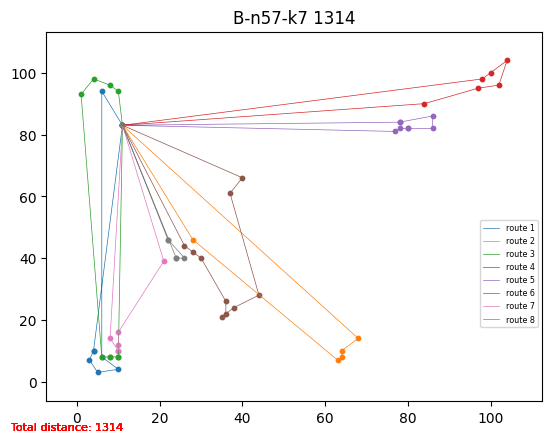 B-n57-k7 1314
100
80
60
40
20
0
0
20
40
60
80
100
route 1
route 2
route 3
route 4
route 5
route 6
route 7
route 8
Total distance: 1314